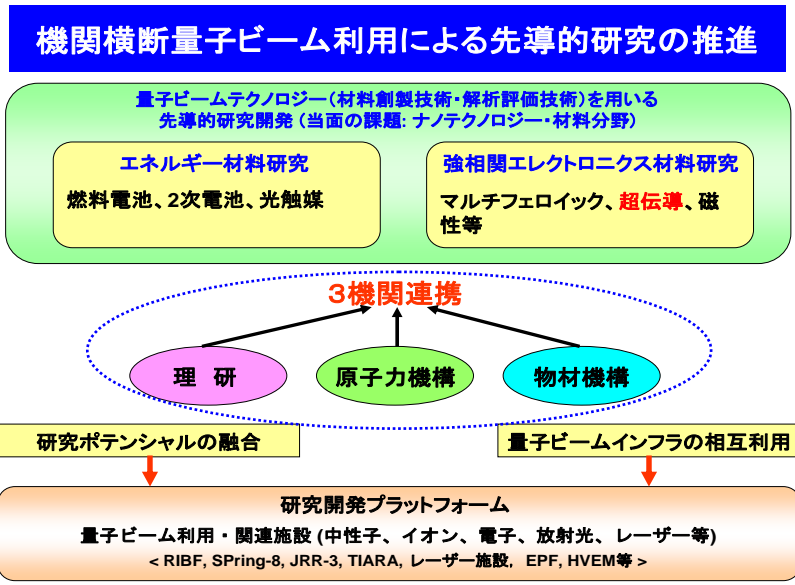 機関横断量子ビーム利用による先導的研究の推進
量子ビームテクノロジー(材料創製技術・解析評価技術)を用いる
先導的研究開発 (当面の課題: ナノテクノロジー・材料分野)
エネルギー材料研究
燃料電池、2次電池、光触媒
強相関エレクトロニクス材料研究
マルチフェロイック、超伝導、磁
性等
3機関連携
理 研
原子力機構
物材機構
研究ポテンシャルの融合
量子ビームインフラの相互利用
研究開発プラットフォーム
量子ビーム利用・関連施設 (中性子、イオン、電子、放射光、レーザー等)
< RIBF, SPring-8, JRR-3, TIARA, レーザー施設, EPF, HVEM等 >